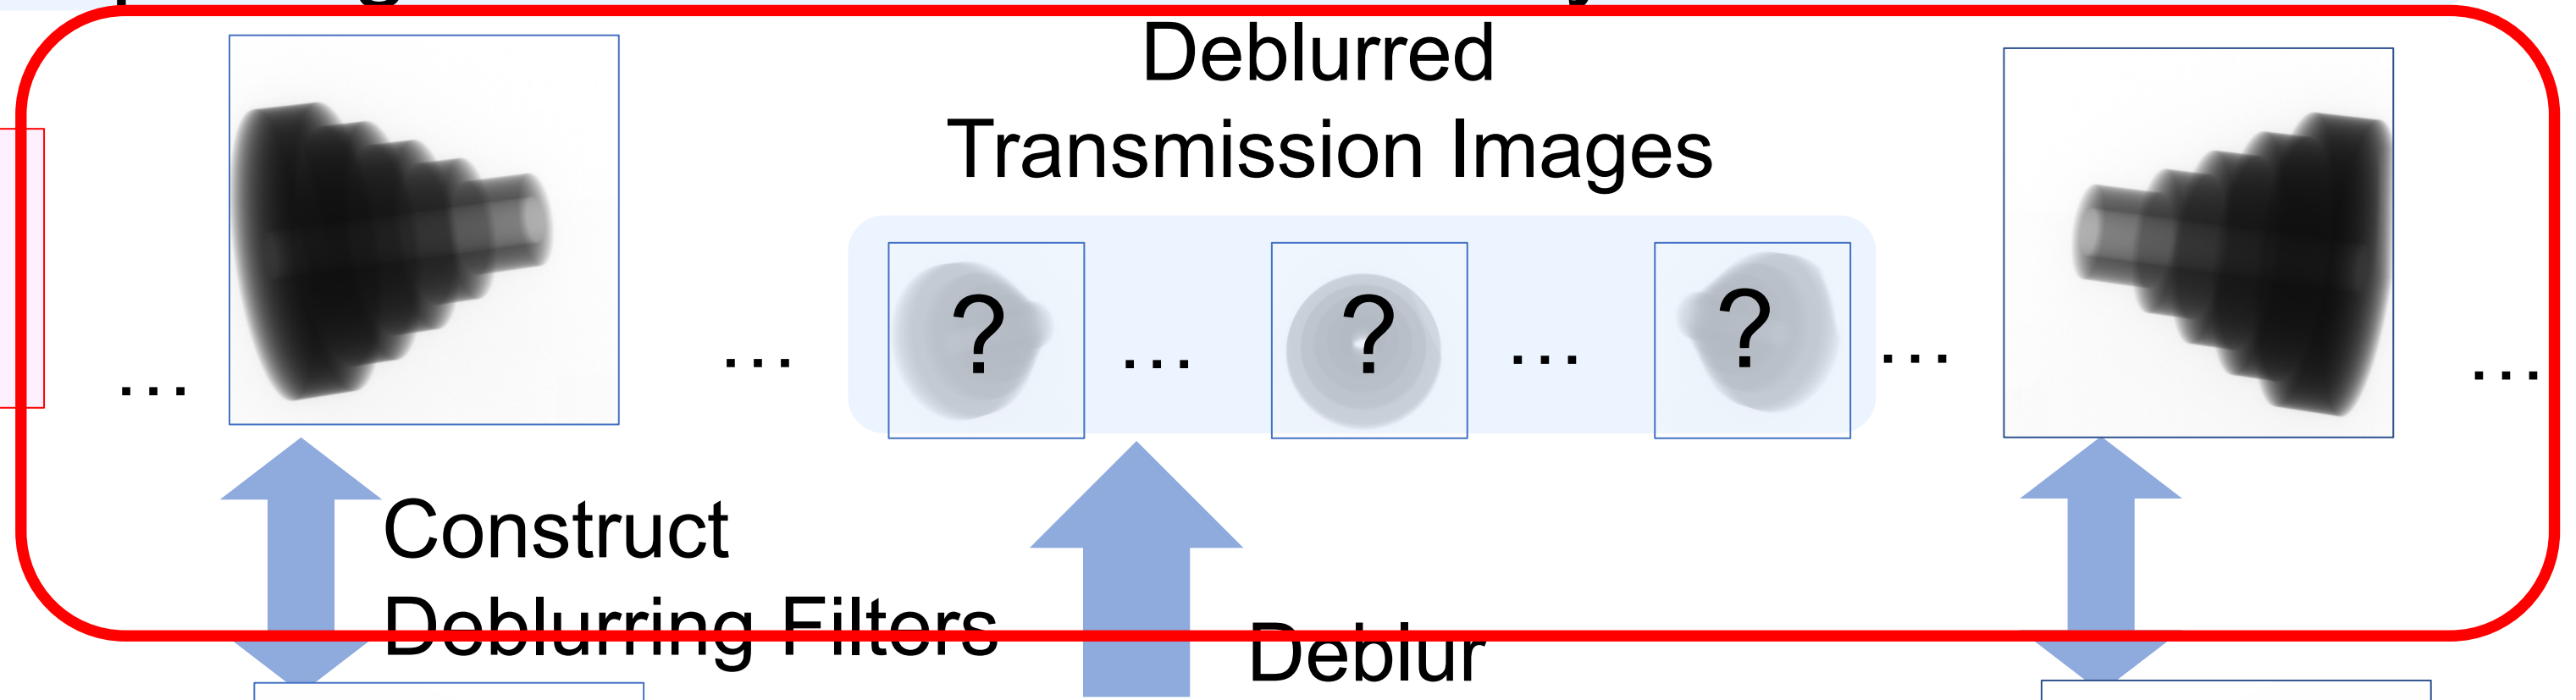 Deblurred
Transmission Images
? ... ? ... ?
... ... ... ...
Construct
Deblurring Filters
Deblur